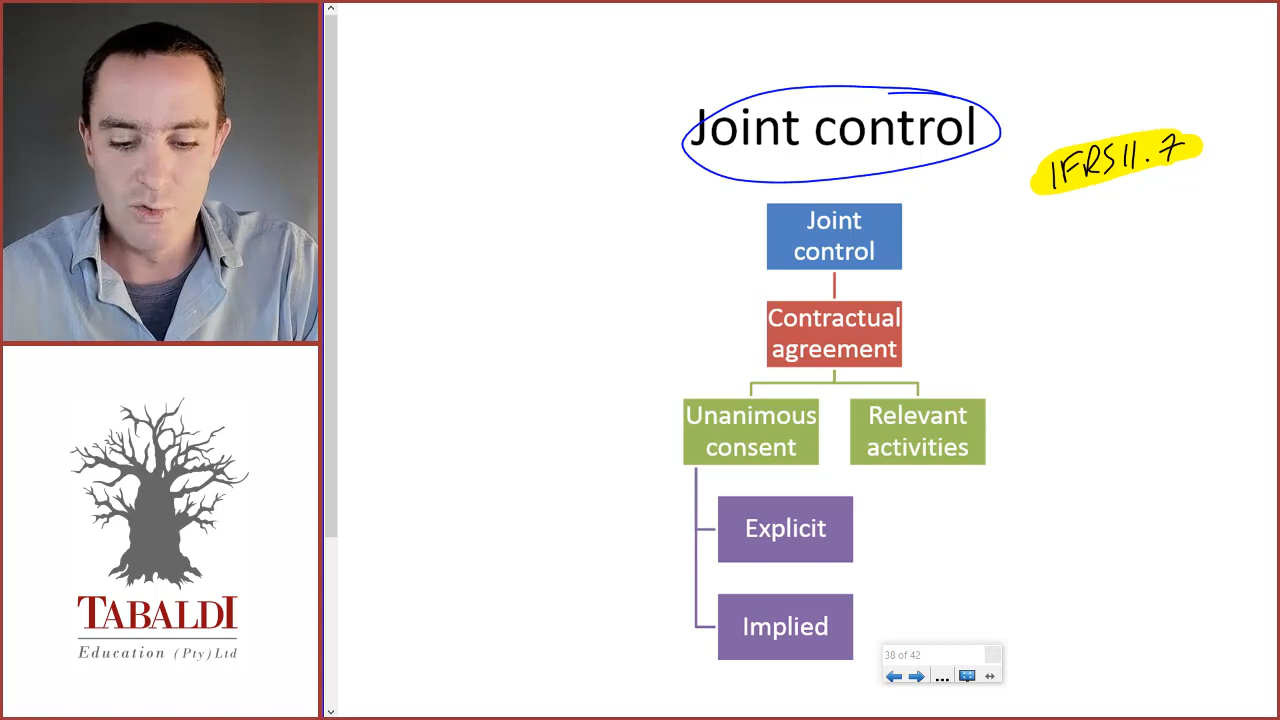 Joint control
IFRS11.7
Joint
control
Contractual
agreement
Unanimous
consent
Relevant
activities
Explicit
Implied
38 of 42
...
TABALDI
Education (Pty) Ltd